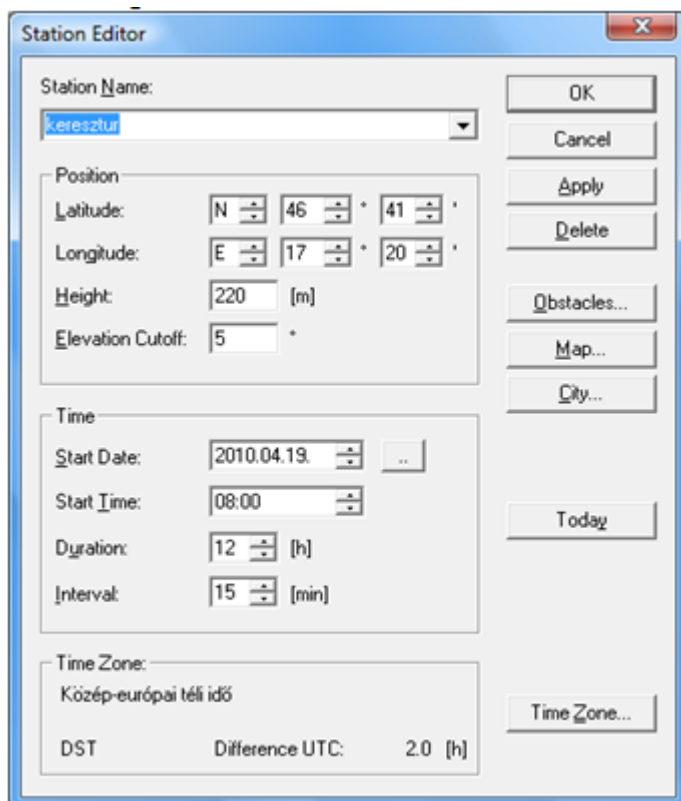 Station Editor
Station Name:
keresztur
OK
Cancel
Apply
Delete
Position
Latitude: N 46 ° 41 '
Longitude: E 17 ° 20 '
Height: 220 [m]
Elevation Cutoff: 5 °
Obstacles...
Map...
City...
Time
Start Date: 2010.04.19. ..
Start Time: 08:00
Duration: 12 [h]
Interval: 15 [min]
Today
Time Zone:
Közép-európai téli idő
DST Difference UTC: 2.0 [h]
Time Zone...